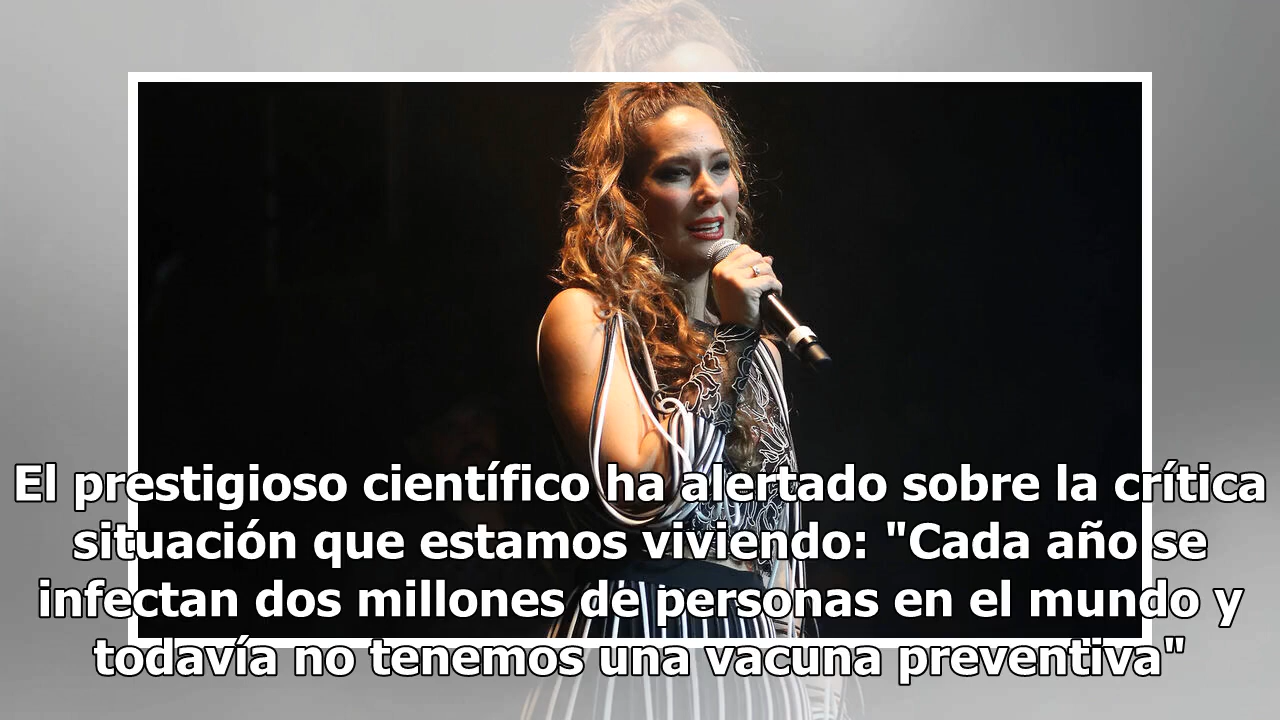 El prestigioso científico ha alertado sobre la crítica
situación que estamos viviendo: "Cada año se
infectan dos millones de personas en el mundo y
todavía no tenemos una vacuna preventiva"